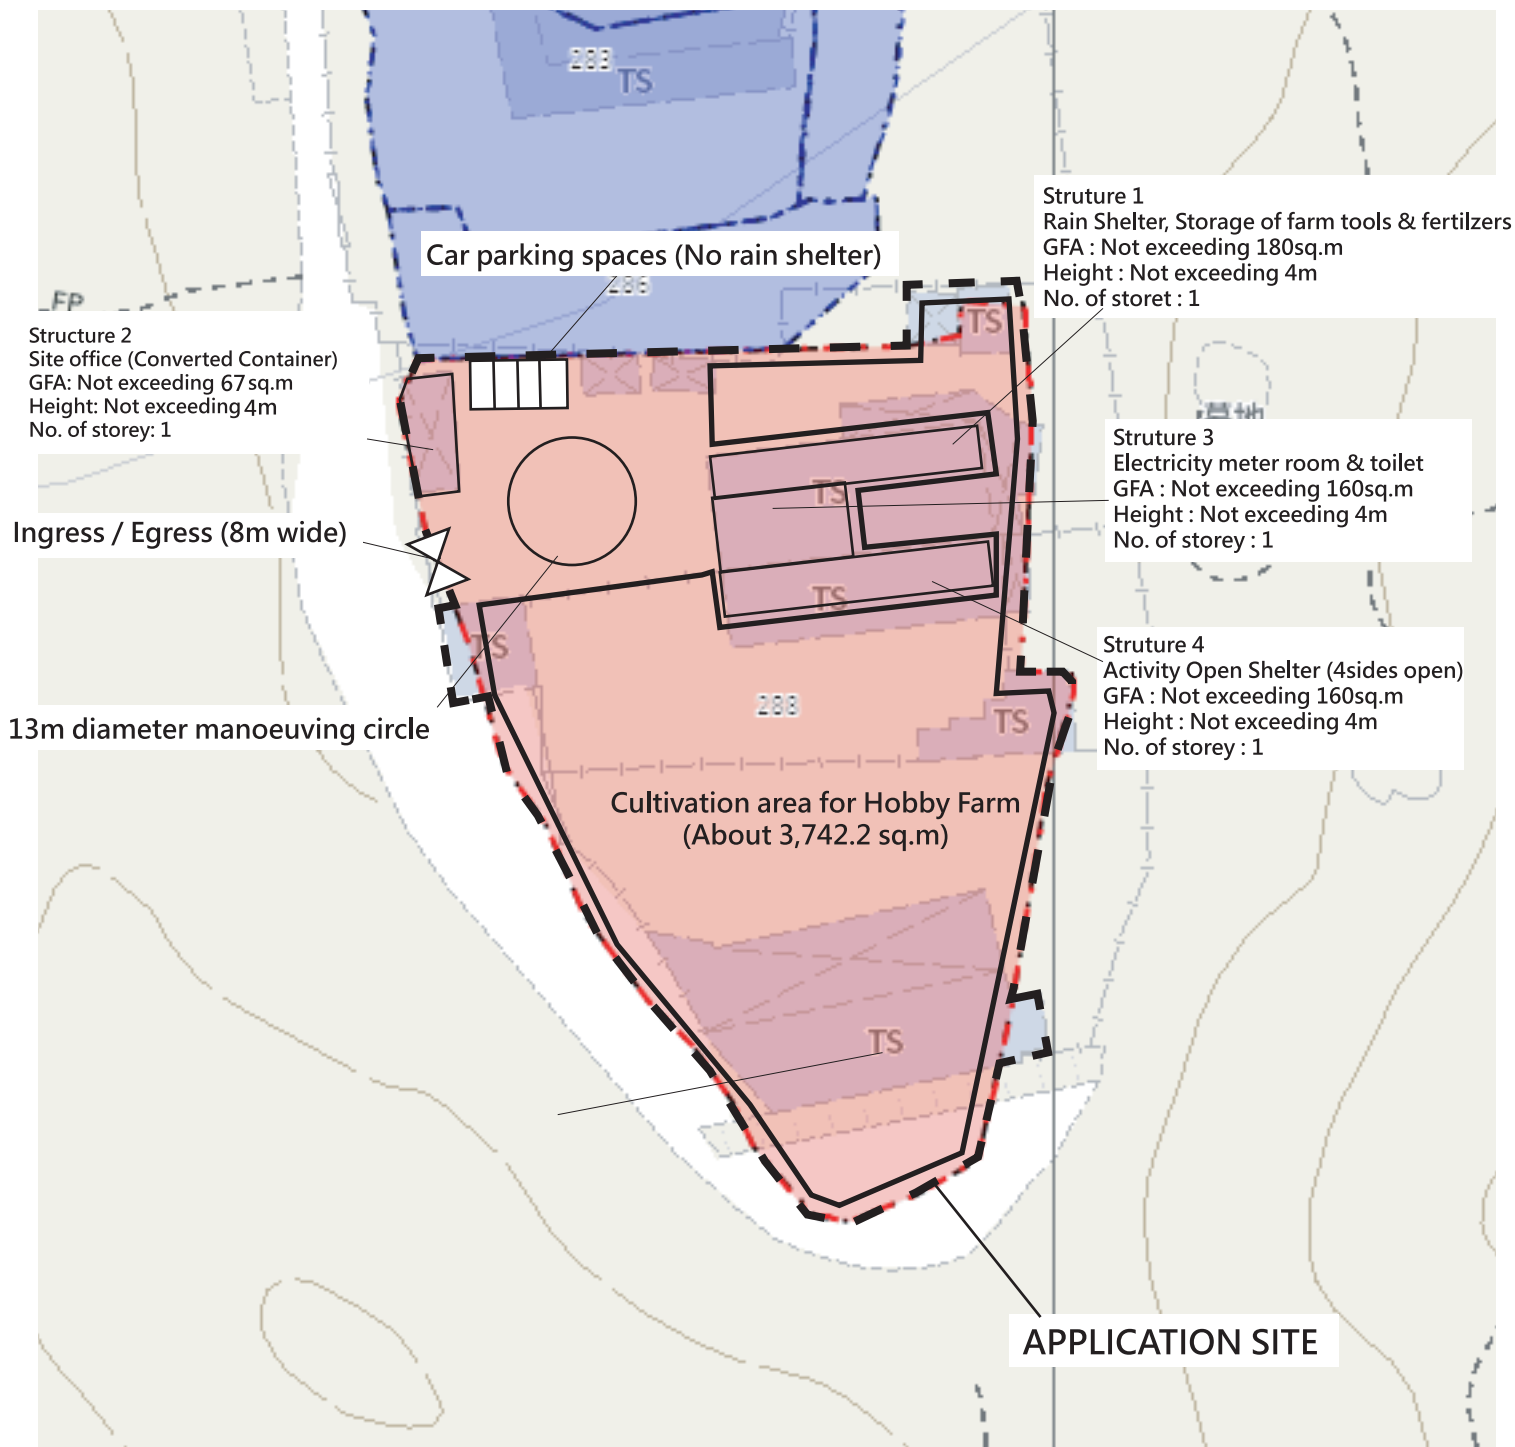 283
TS
Struture 1
Rain Shelter, Storage of farm tools & fertilzers
GFA : Not exceeding 180sq.m
Height : Not exceeding 4m
No. of storet : 1
Car parking spaces (No rain shelter)
286
FP
TS
Structure 2
Site office (Converted Container)
GFA: Not exceeding 67sq.m
Height: Not exceeding 4m
No. of storey: 1
墓地
Struture 3
Electricity meter room & toilet
GFA : Not exceeding 160sq.m
Height : Not exceeding 4m
No. of storey : 1
TS
Ingress / Egress (8m wide)
TS
TS
Struture 4
Activity Open Shelter (4sides open)
GFA : Not exceeding 160sq.m
Height : Not exceeding 4m
No. of storey : 1
288
TS
13m diameter manoeuving circle
Cultivation area for Hobby Farm
(About 3,742.2 sq.m)
TS
APPLICATION SITE